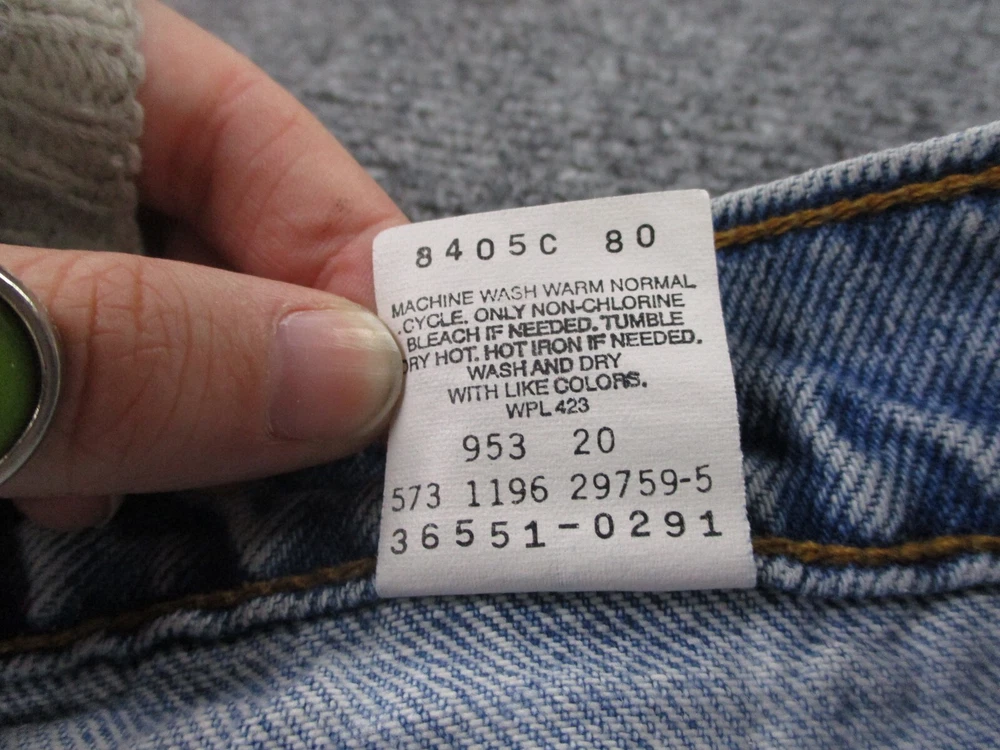 8405C 80
MACHINE WASH WARM NORMAL
CYCLE. ONLY NON-CHLORINE
BLEACH IF NEEDED. TUMBLE
DRY HOT. HOT IRON IF NEEDED.
WASH AND DRY
WITH LIKE COLORS.
WPL 423
953 20
573 1196 29759-5
36551-0291